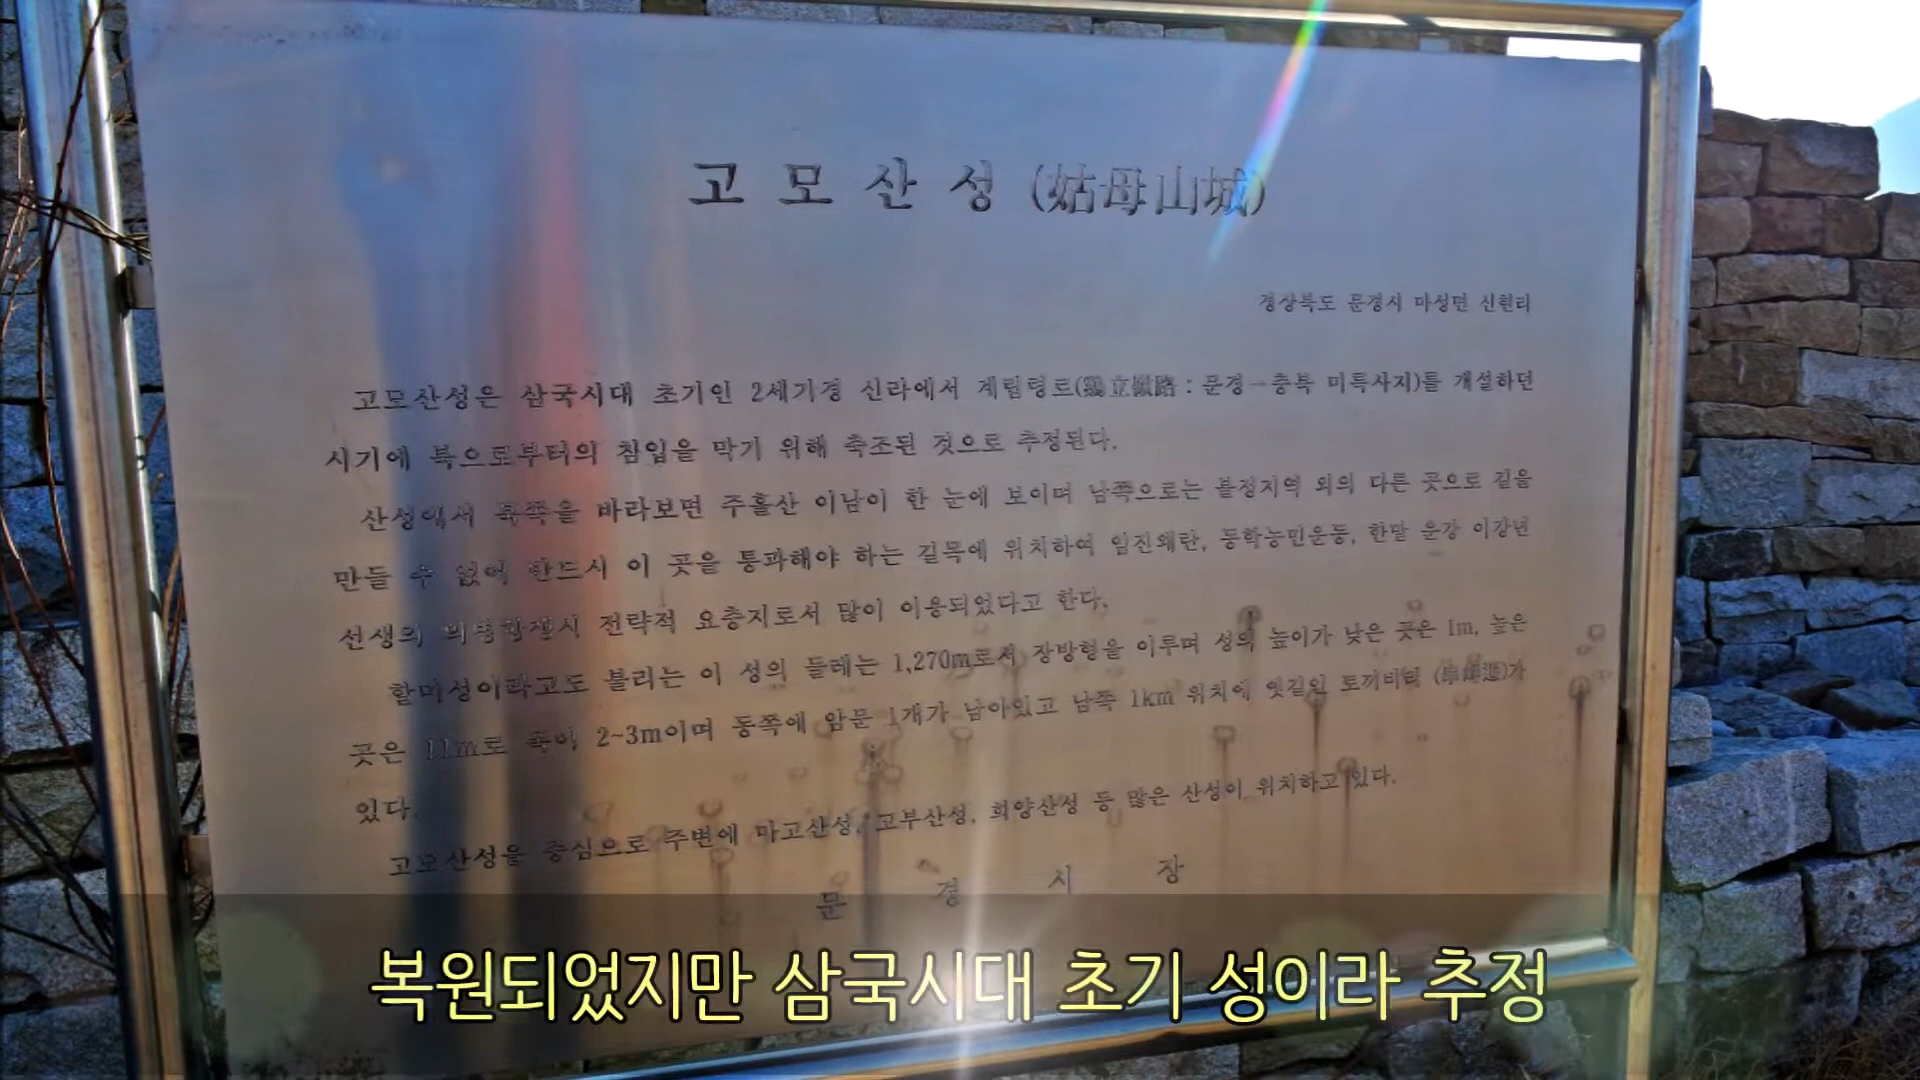 고모산성 (姑母山城)
경상북도 문경시 마성면 신현리
고모산성은 삼국시대 초기인 2세기경 신라에서 계립령로(鷄立嶺路 : 문경→충북 미륵사지)를 개설하던
시기에 북으로부터의 침입을 막기 위해 축조된 것으로 추정된다.
산성에서 북쪽을 바라보면 주흘산 이남이 한 눈에 보이며 남쪽으로는 불정지역 외의 다른 곳으로 길을
만들 수 없어 반드시 이 곳을 통과해야 하는 길목에 위치하여 임진왜란, 동학농민운동, 한말 운강 이강년
선생의 의병항쟁시 전략적 요충지로서 많이 이용되었다고 한다.
할미성이라고도 불리는 이 성의 둘레는 1,270m로서 장방형을 이루며 성의 높이가 낮은 곳은 1m, 높은
곳은 11m로 폭이 2~3m이며 동쪽에 암문 1개가 남아있고 남쪽 1km 위치에 옛길인 토끼비리 가
있다.
고모산성을 중심으로 주변에 마고산성, 고부산성, 희양산성 등 많은 산성이 위치하고 있다.
문 경 시 장
복원되었지만 삼국시대 초기 성이라 추정